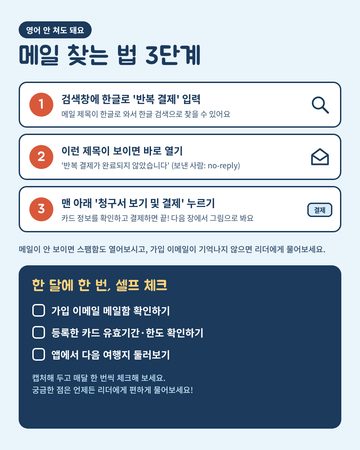 영어 안 쳐도 돼요
메일 찾는 법 3단계
1
검색창에 한글로 '반복 결제' 입력
메일 제목이 한글로 와서 한글 검색으로 찾을 수 있어요
2
이런 제목이 보이면 바로 열기
'반복 결제가 완료되지 않았습니다' (보낸 사람: no-reply)
3
맨 아래 '청구서 보기 및 결제' 누르기
카드 정보를 확인하고 결제하면 끝! 다음 장에서 그림으로 봐요
결제
메일이 안 보이면 스팸함도 열어보시고, 가입 이메일이 기억나지 않으면 리더에게 물어보세요.
한 달에 한 번, 셀프 체크
가입 이메일 메일함 확인하기
등록한 카드 유효기간·한도 확인하기
앱에서 다음 여행지 둘러보기
캡처해 두고 매달 한 번씩 체크해 보세요.
궁금한 점은 언제든 리더에게 편하게 물어보세요!